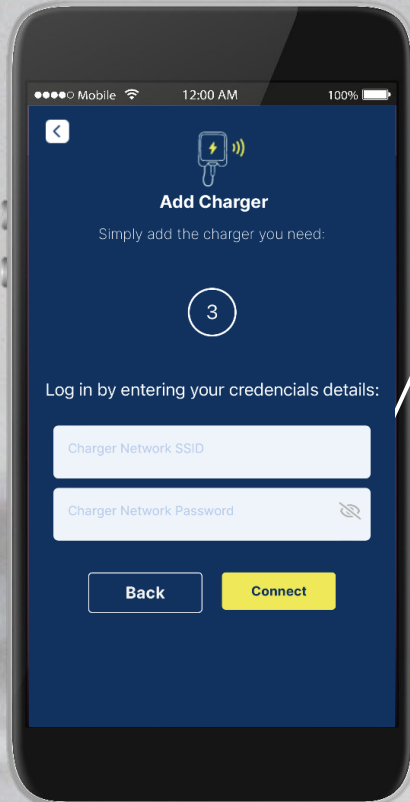 Mobile 12:00 AM 100%
Add Charger
Simply add the charger you need:
3
Log in by entering your credencials details:
Charger Network SSID
Charger Network Password
Back Connect